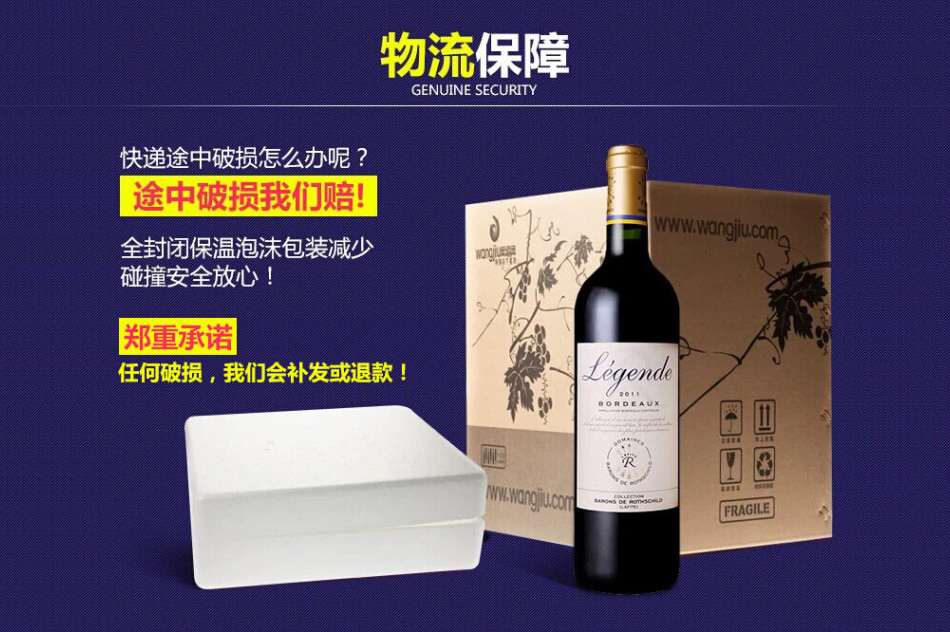 物流保障
GENUINE SECURITY
快递途中破损怎么办呢？
途中破损我们赔!
全封闭保温泡沫包装减少
碰撞安全放心！
郑重承诺
任何破损，我们会补发或退款！
wangjiu
www.wangjiu.com
Légende
2011
BORDEAUX
DOMAINES
BARONS DE ROTHSCHILD
COLLECTION
BARONS DE ROTHSCHILD
(LAFITE)
www.wangjiu.com
FRAGILE